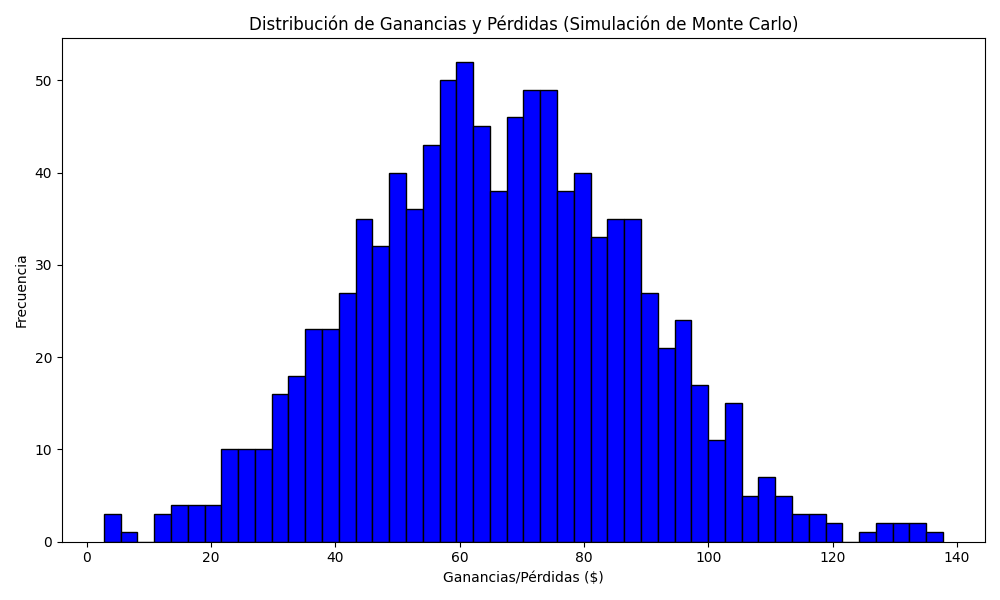 Distribución de Ganancias y Pérdidas (Simulación de Monte Carlo)
50
40
30
20
10
0
Frecuencia
0 20 40 60 80 100 120 140
Ganancias/Pérdidas ($)